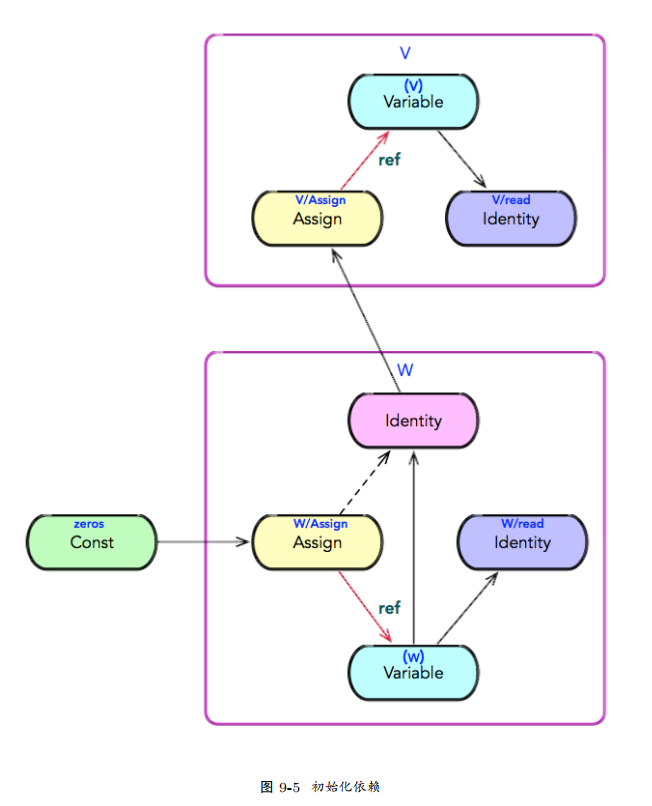 V
(V)
Variable
ref
V/Assign
Assign
V/read
Identity
W
Identity
zeros
Const
W/Assign
Assign
W/read
Identity
ref
(w)
Variable
图 9-5 初始化依赖